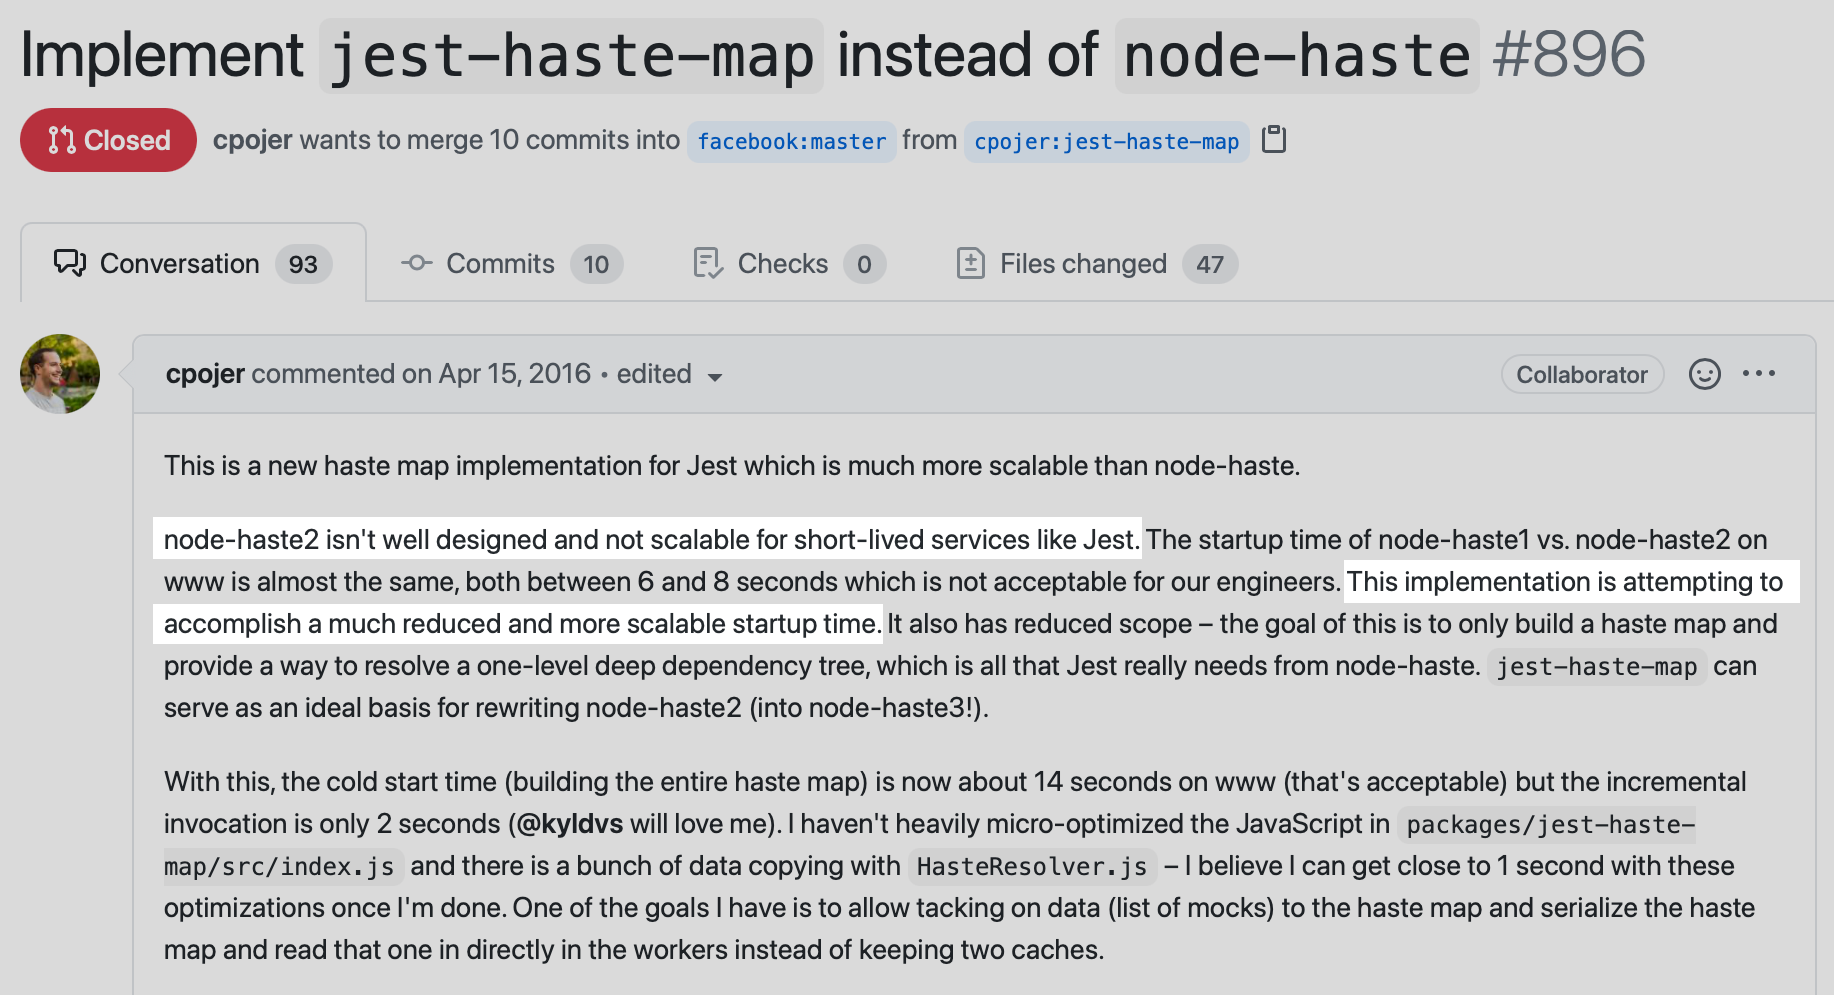 Implement jest-haste-map instead of node-haste #896
Closed cpojer wants to merge 10 commits into facebook:master from cpojer:jest-haste-map
Conversation 93 Commits 10 Checks 0 Files changed 47
cpojer commented on Apr 15, 2016 • edited Collaborator
This is a new haste map implementation for Jest which is much more scalable than node-haste.
node-haste2 isn't well designed and not scalable for short-lived services like Jest. The startup time of node-haste1 vs. node-haste2 on
www is almost the same, both between 6 and 8 seconds which is not acceptable for our engineers. This implementation is attempting to
accomplish a much reduced and more scalable startup time. It also has reduced scope – the goal of this is to only build a haste map and
provide a way to resolve a one-level deep dependency tree, which is all that Jest really needs from node-haste. jest-haste-map can
serve as an ideal basis for rewriting node-haste2 (into node-haste3!).
With this, the cold start time (building the entire haste map) is now about 14 seconds on www (that's acceptable) but the incremental
invocation is only 2 seconds (@kyldvs will love me). I haven't heavily micro-optimized the JavaScript in packages/jest-haste-
map/src/index.js and there is a bunch of data copying with HasteResolver.js – I believe I can get close to 1 second with these
optimizations once I'm done. One of the goals I have is to allow tacking on data (list of mocks) to the haste map and serialize the haste
map and read that one in directly in the workers instead of keeping two caches.